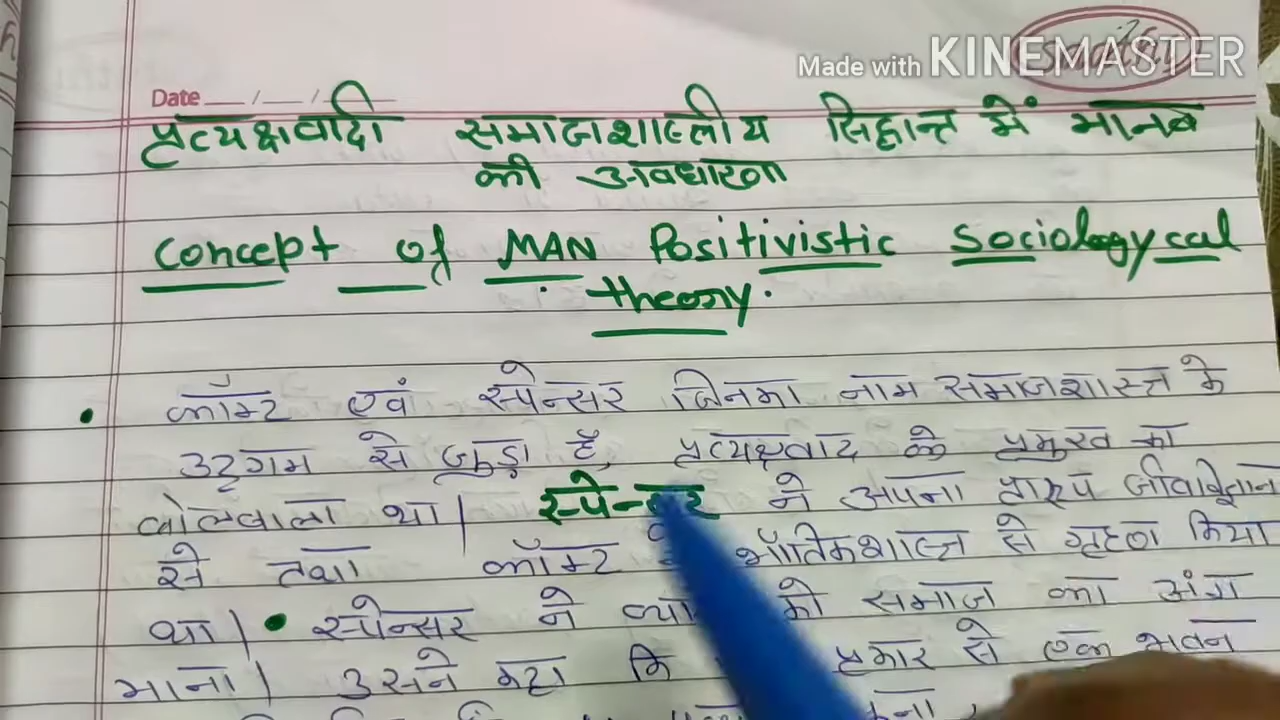 Made with KINEMASTER
Date
प्रत्यक्षवादी समाजशास्त्रीय सिद्धान्त में मानव
की अवधारणा
Concept of MAN Positivistic Sociologycal
theory.
कॉम्ट एवं स्पेन्सर जिनका नाम समाजशास्त्र के
उद्गम से जुड़ा है, प्रत्यक्षवाद के प्रमुख का
बोलबाला था। स्पेन्सर ने अपना प्रारूप जीवविज्ञान
से तथा कॉम्ट भौतिकशास्त्र से ग्रहण किया
था। स्पेन्सर ने को समाज का अंग
माना। उसने कहा कि प्रकार से एक भवन